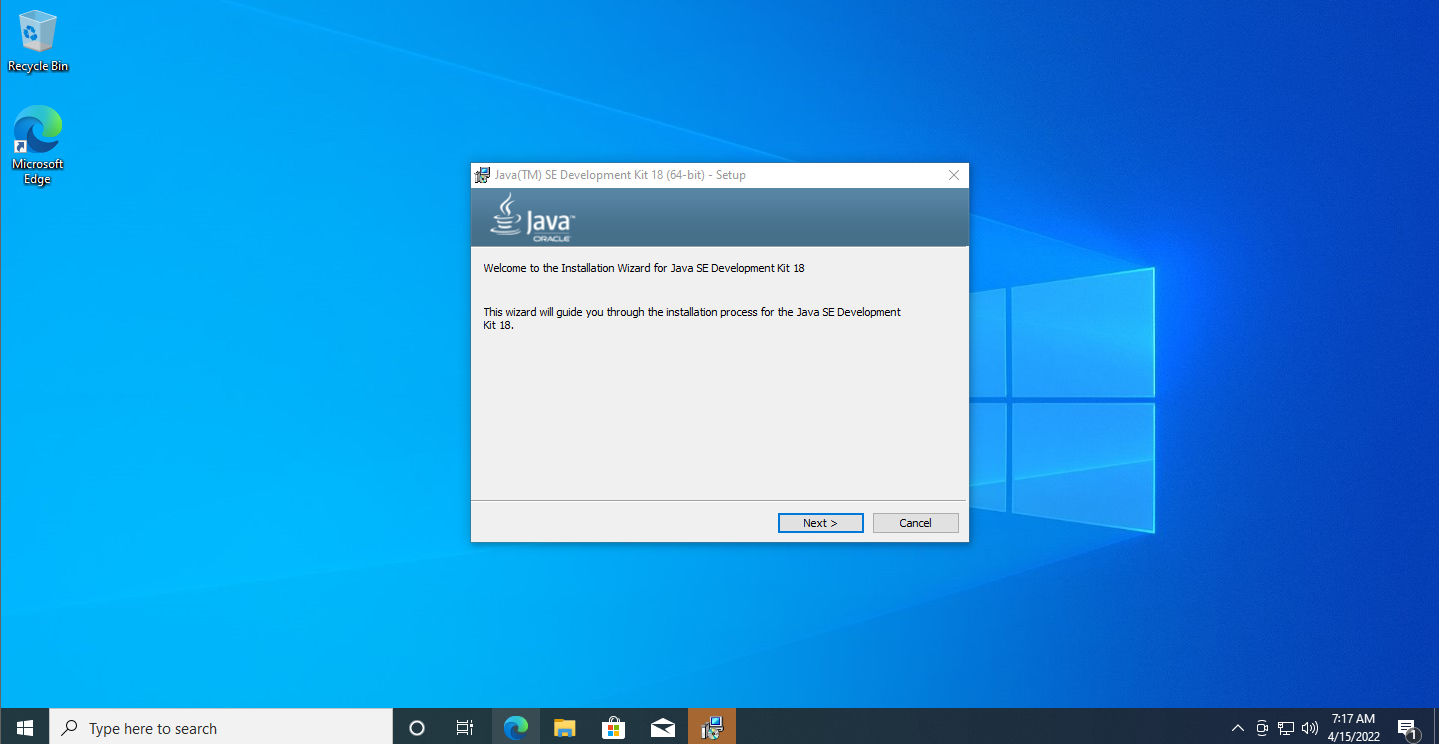 Recycle Bin
Microsoft
Edge
Java(TM) SE Development Kit 18 (64-bit) - Setup
Java™
ORACLE
Welcome to the Installation Wizard for Java SE Development Kit 18
This wizard will guide you through the installation process for the Java SE Development
Kit 18.
Next >
Cancel
Type here to search
7:17 AM
4/15/2022
1